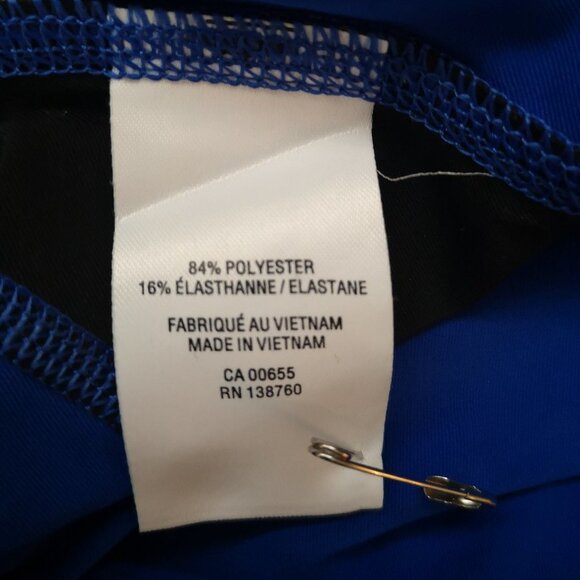 84% POLYESTER
16% ÉLASTHANNE / ELASTANE
FABRIQUÉ AU VIETNAM
MADE IN VIETNAM
CA 00655
RN 138760